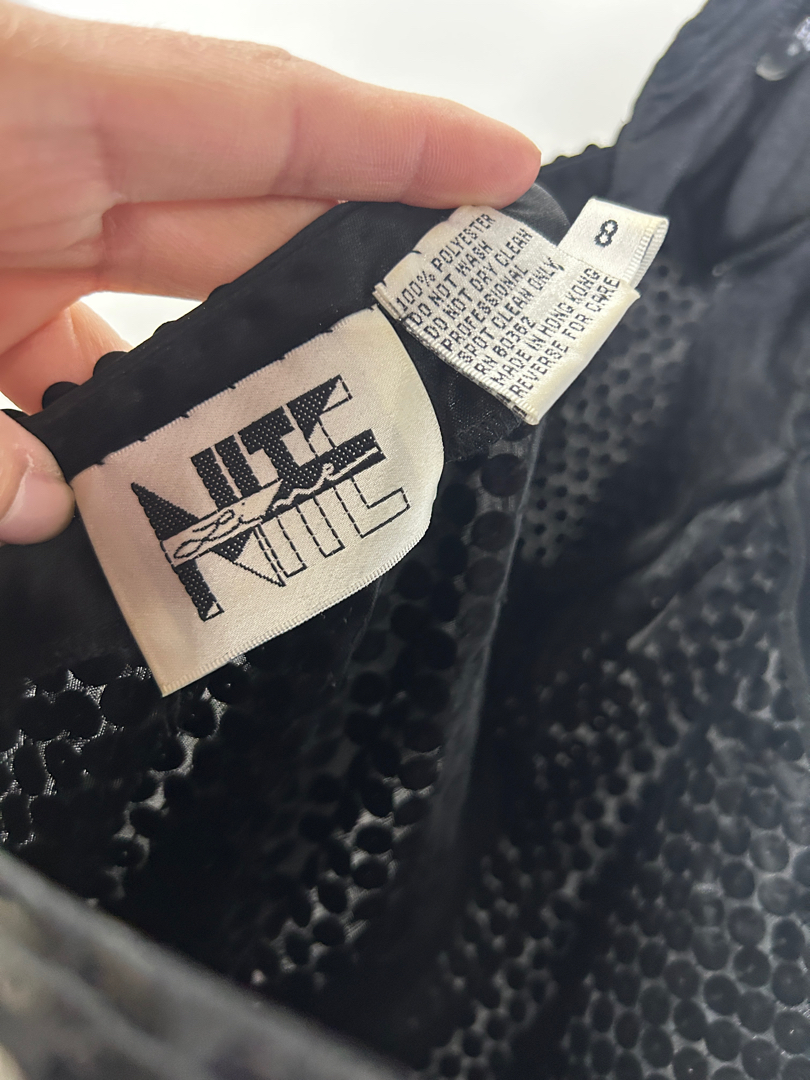 8
100% POLYESTER
DO NOT WASH
DO NOT DRY CLEAN
PROFESSIONAL
SPOT CLEAN ONLY
RN 60362
MADE IN HONG KONG
REVERSE FOR CARE
NITE